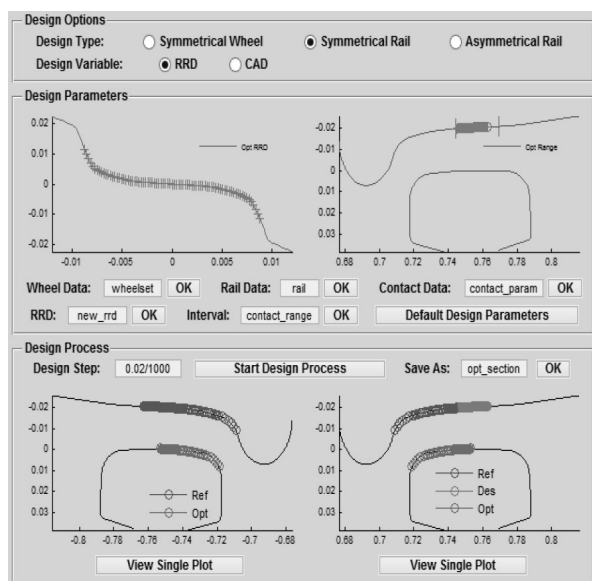 Design Options
Design Type: Symmetrical Wheel Symmetrical Rail Asymmetrical Rail
Design Variable: RRD CAD
Design Parameters
0.02
0.01
0
-0.01
-0.02
Opt RRD
-0.01 -0.005 0 0.005 0.01
-0.02
-0.01
0
0.01
0.02
0.03
Opt Range
0.68 0.7 0.72 0.74 0.76 0.78 0.8
Wheel Data: wheelset OK Rail Data: rail OK Contact Data: contact_param OK
RRD: new_rrd OK Interval: contact_range OK Default Design Parameters
Design Process
Design Step: 0.02/1000 Start Design Process Save As: opt_section OK
-0.02
-0.01
0
0.01
0.02
0.03
Ref
Opt
-0.8 -0.78 -0.76 -0.74 -0.72 -0.7 -0.68
-0.02
-0.01
0
0.01
0.02
0.03
Ref
Des
Opt
0.68 0.7 0.72 0.74 0.76 0.78 0.8
View Single Plot View Single Plot